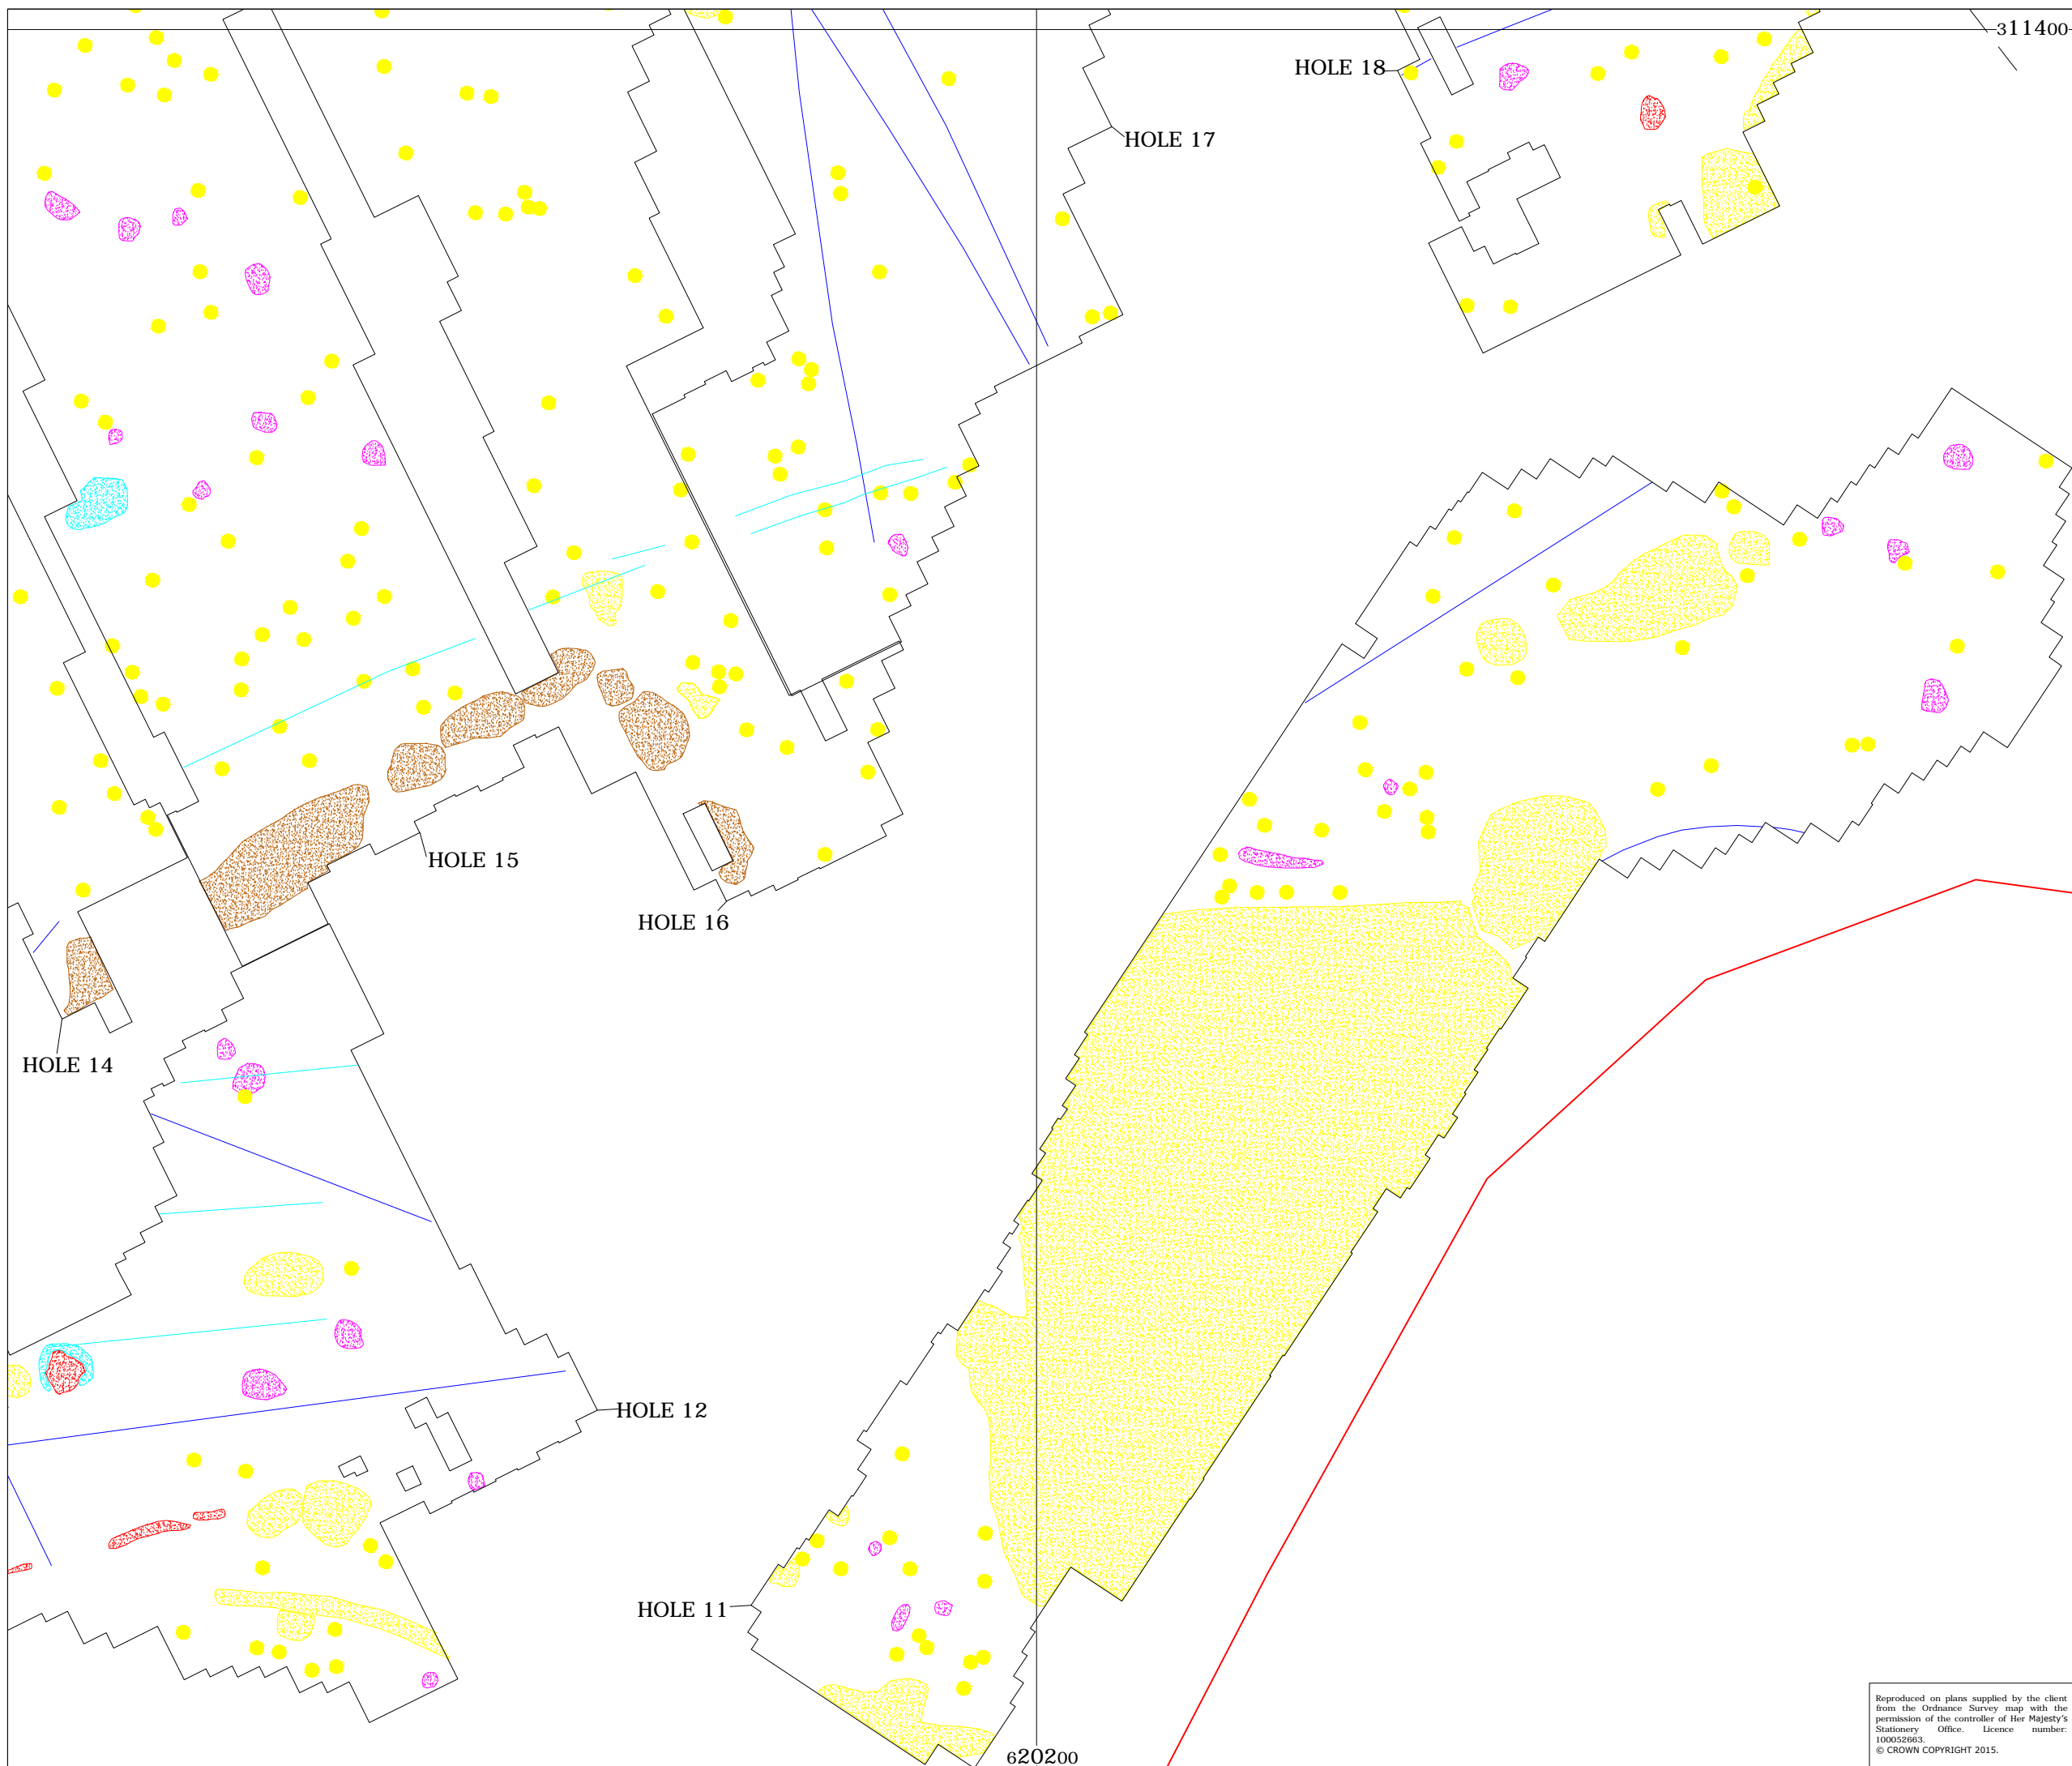 311400
HOLE 18
HOLE 17
HOLE 15
HOLE 16
HOLE 14
HOLE 12
HOLE 11
620200
Reproduced on plans supplied by the client
from the Ordnance Survey map with the
permission of the controller of Her Majesty's
Stationery Office. Licence number:
100052663.
© CROWN COPYRIGHT 2015.